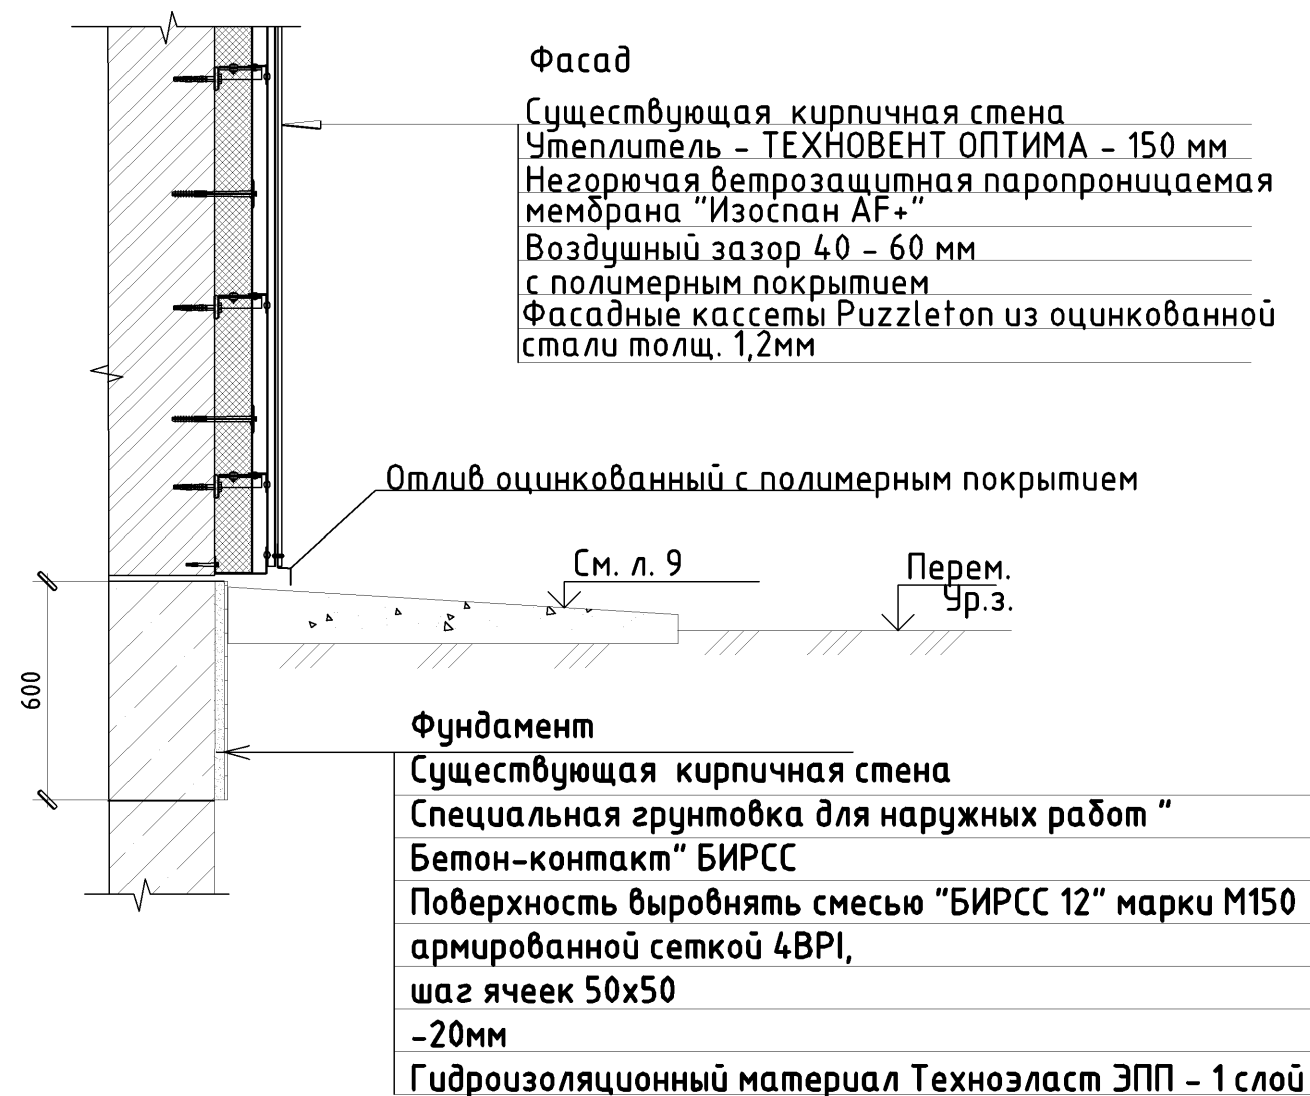 Фасад
Существующая кирпичная стена
Утеплитель - ТЕХНОВЕНТ ОПТИМА - 150 мм
Негорючая ветрозащитная паропроницаемая
мембрана "Изоспан AF+"
Воздушный зазор 40 - 60 мм
с полимерным покрытием
Фасадные кассеты Puzzleton из оцинкованной
стали толщ. 1,2мм
Отлив оцинкованный с полимерным покрытием
См. л. 9
Перем.
Ур.з.
600
Фундамент
Существующая кирпичная стена
Специальная грунтовка для наружных работ "
Бетон-контакт" БИРСС
Поверхность выровнять смесью "БИРСС 12" марки М150
армированной сеткой 4ВРI,
шаг ячеек 50х50
-20мм
Гидроизоляционный материал Техноэласт ЭПП - 1 слой